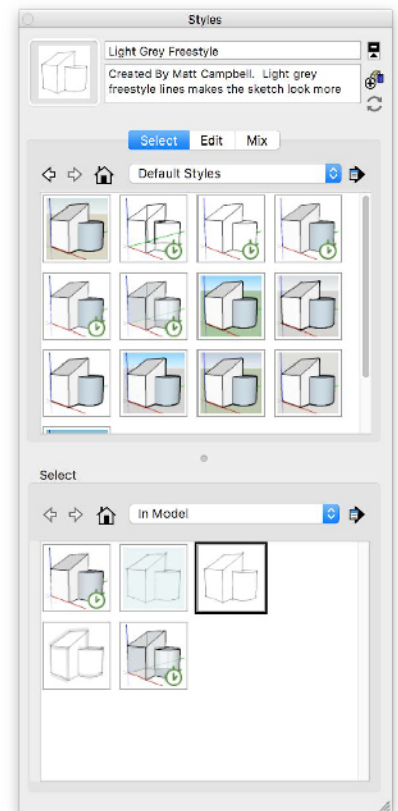 Styles
Light Grey Freestyle
Created By Matt Campbell. Light grey
freestyle lines makes the sketch look more
Select Edit Mix
Default Styles
Select
In Model